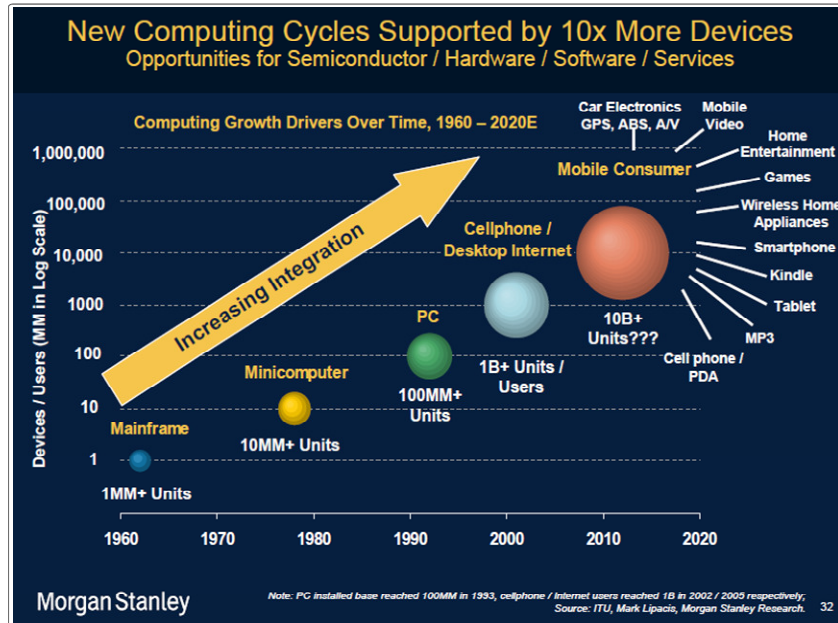 New Computing Cycles Supported by 10x More Devices
Opportunities for Semiconductor / Hardware / Software / Services
Computing Growth Drivers Over Time, 1960 – 2020E
Car Electronics
GPS, ABS, A/V
Mobile
Video
Home
Entertainment
Games
Wireless Home
Appliances
Smartphone
Kindle
Tablet
MP3
Cell phone /
PDA
Devices / Users (MM in Log Scale)
1,000,000
100,000
10,000
1000
100
10
1
Increasing Integration
Mobile Consumer
10B+
Units???
Cellphone /
Desktop Internet
1B+ Units /
Users
PC
100MM+
Units
Minicomputer
10MM+ Units
Mainframe
1MM+ Units
1960
1970
1980
1990
2000
2010
2020
Morgan Stanley
Note: PC installed base reached 100MM in 1993, cellphone / Internet users reached 1B in 2002 / 2005 respectively;
Source: ITU, Mark Lipacis, Morgan Stanley Research.
32